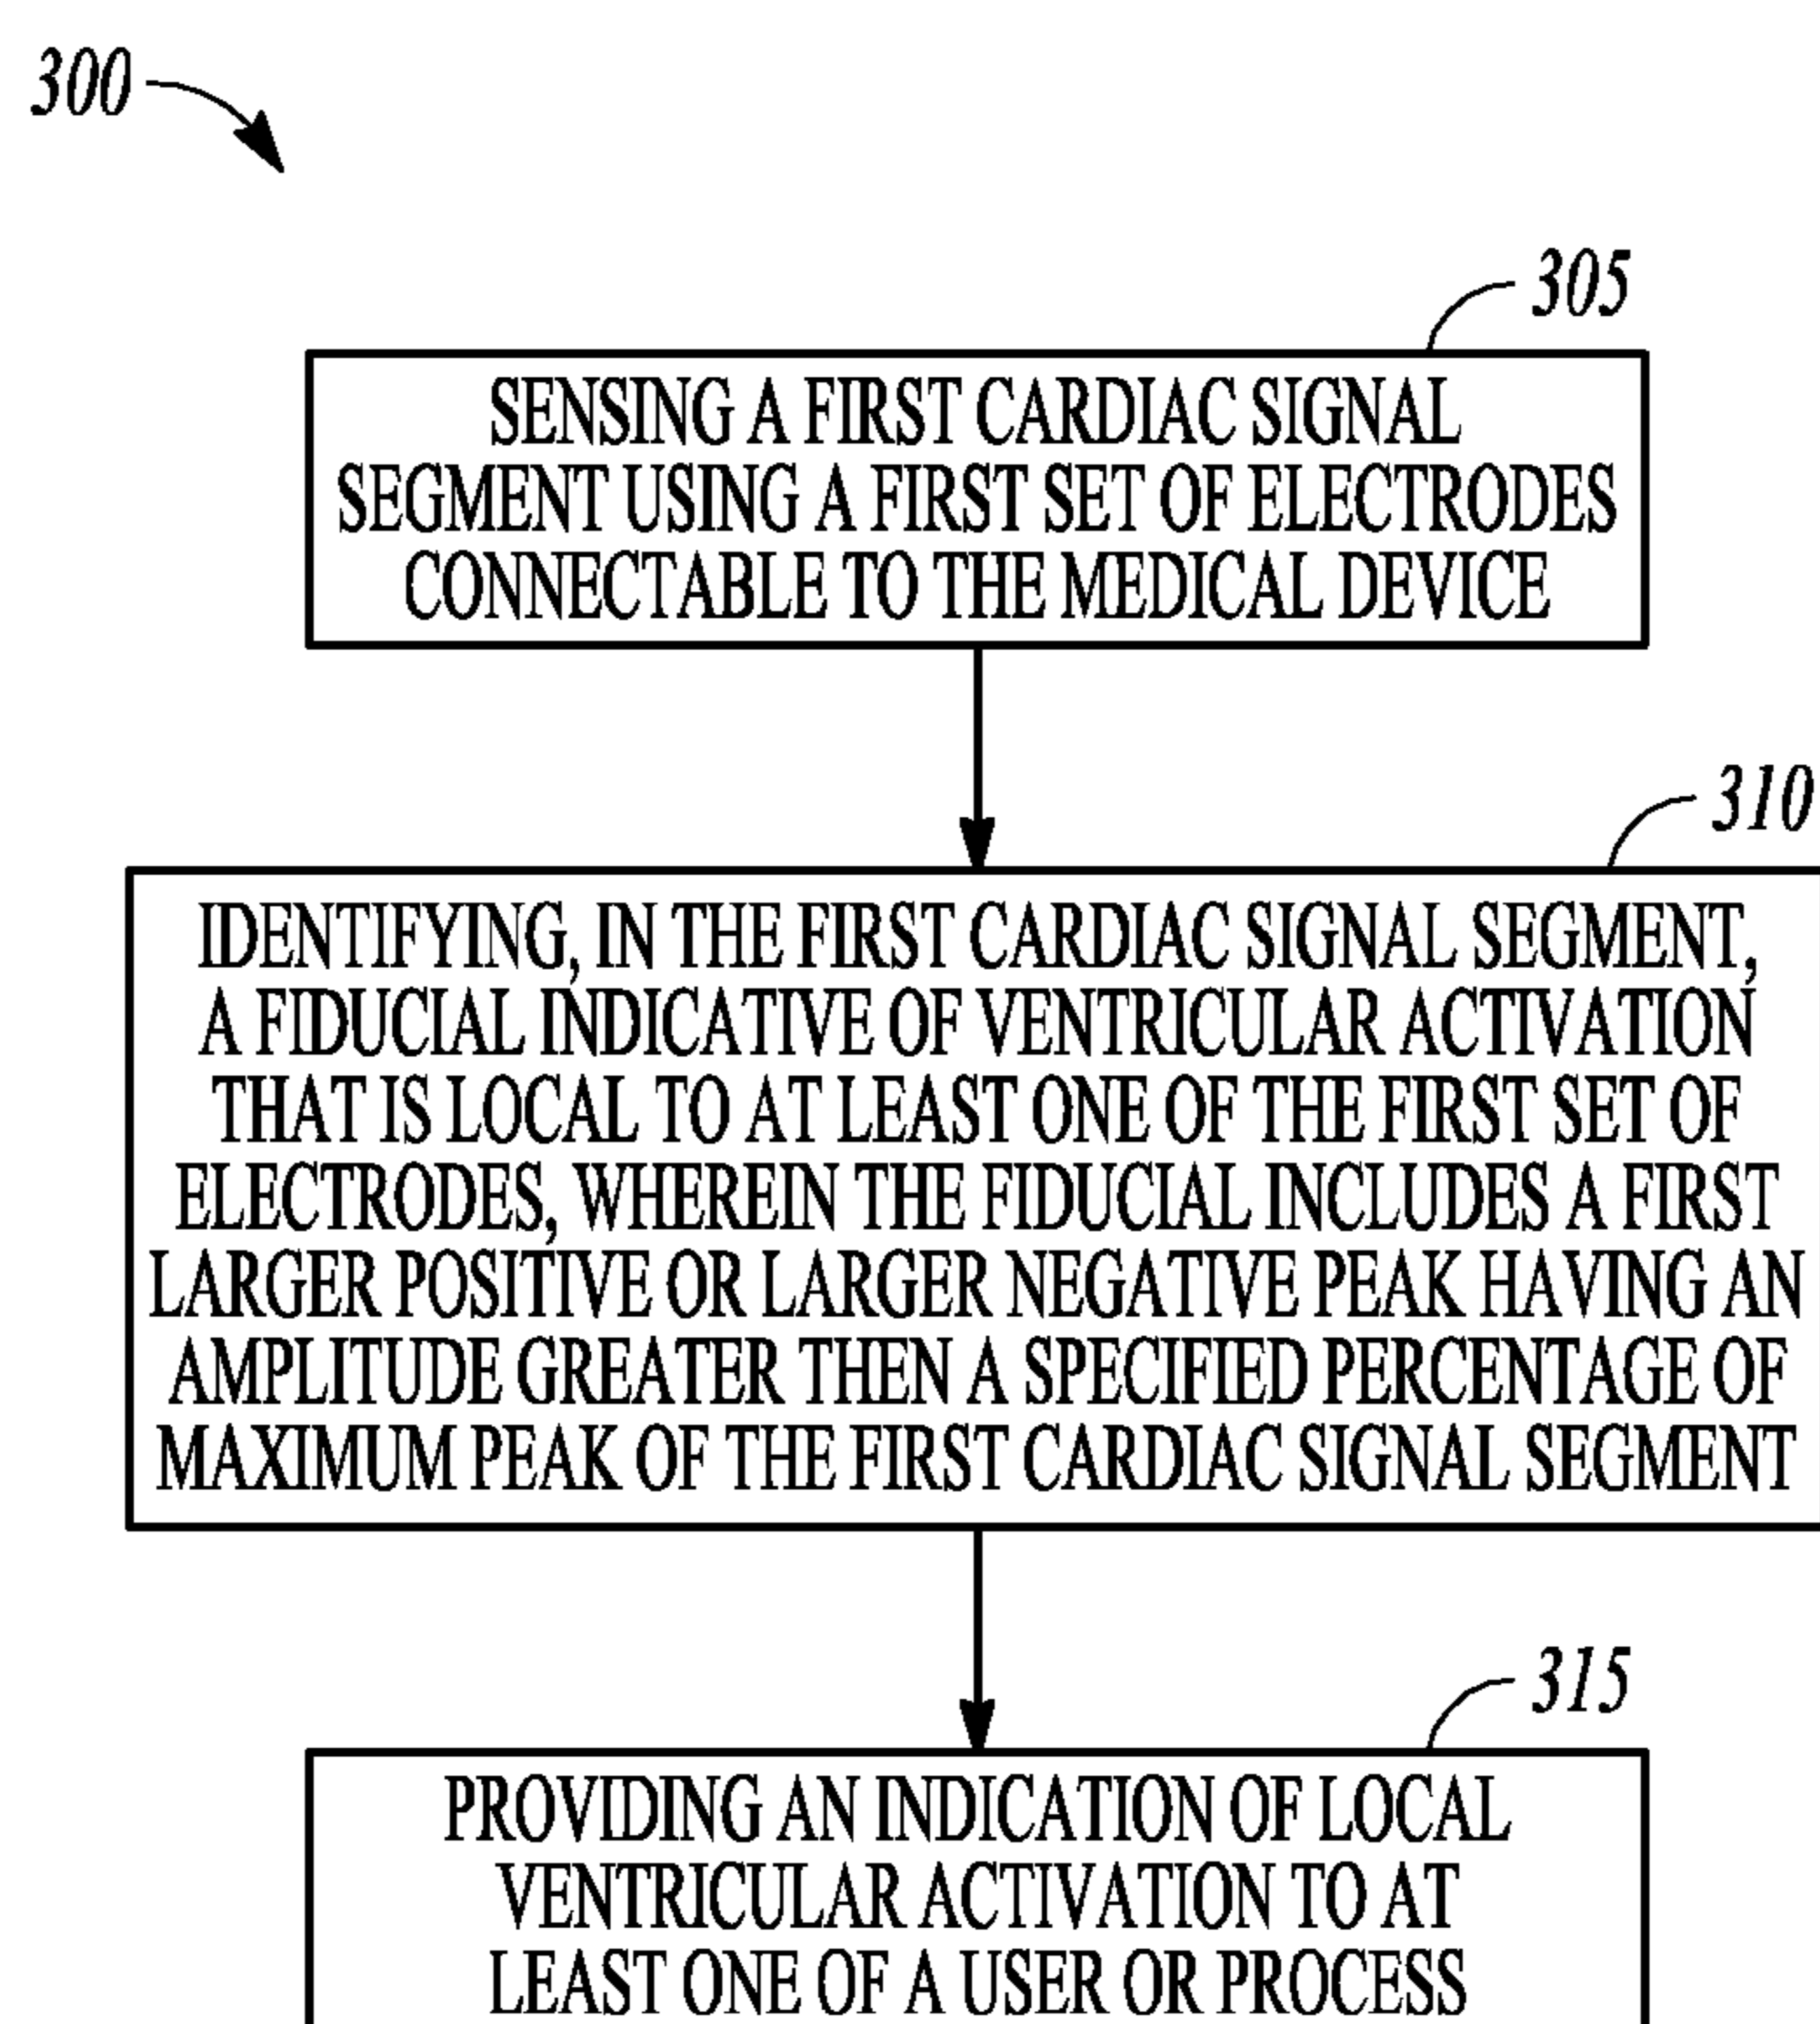 300
305
SENSING A FIRST CARDIAC SIGNAL
SEGMENT USING A FIRST SET OF ELECTRODES
CONNECTABLE TO THE MEDICAL DEVICE
310
IDENTIFYING, IN THE FIRST CARDIAC SIGNAL SEGMENT,
A FIDUCIAL INDICATIVE OF VENTRICULAR ACTIVATION
THAT IS LOCAL TO AT LEAST ONE OF THE FIRST SET OF
ELECTRODES, WHEREIN THE FIDUCIAL INCLUDES A FIRST
LARGER POSITIVE OR LARGER NEGATIVE PEAK HAVING AN
AMPLITUDE GREATER THEN A SPECIFIED PERCENTAGE OF
MAXIMUM PEAK OF THE FIRST CARDIAC SIGNAL SEGMENT
315
PROVIDING AN INDICATION OF LOCAL
VENTRICULAR ACTIVATION TO AT
LEAST ONE OF A USER OR PROCESS